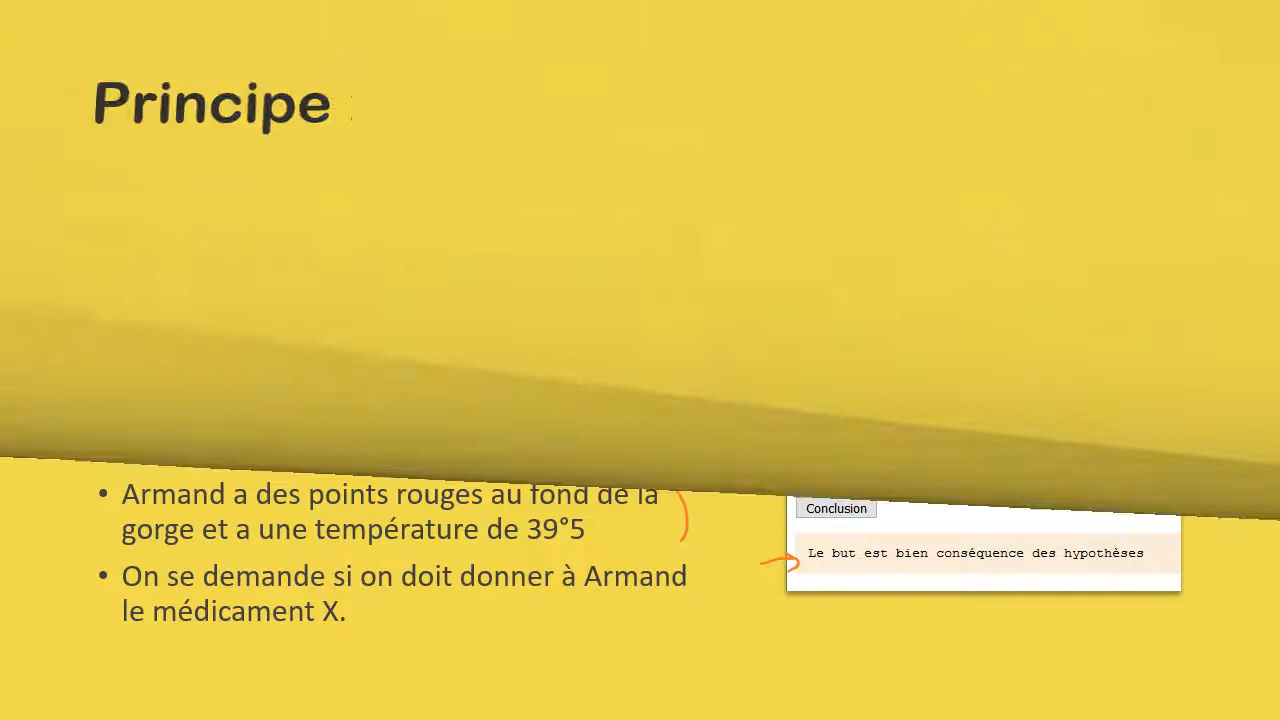 Principe
• Armand a des points rouges au fond de la
gorge et a une température de 39°5
• On se demande si on doit donner à Armand
le médicament X.
Conclusion
Le but est bien conséquence des hypothèses